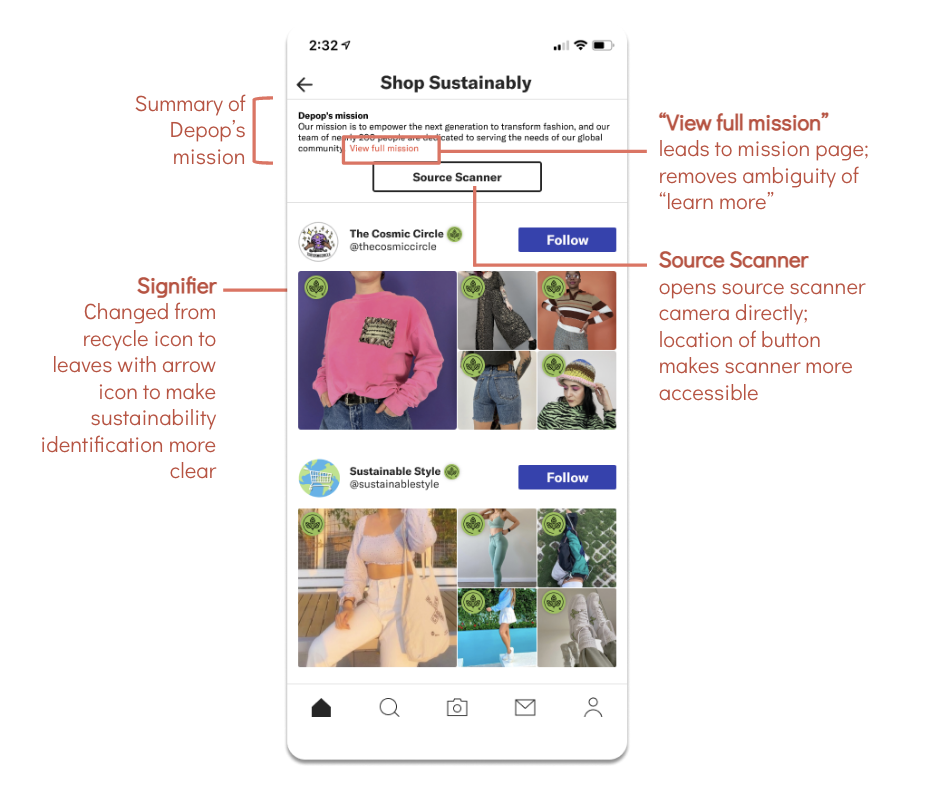 2:32
Shop Sustainably
Summary of
Depop's
mission
Depop's mission
Our mission is to empower the next generation to transform fashion, and our
team of nearly 200 people are dedicated to serving the needs of our global
community. View full mission
Source Scanner
"View full mission"
leads to mission page;
removes ambiguity of
"learn more"
The Cosmic Circle
@thecosmiccircle
Follow
Source Scanner
opens source scanner
camera directly;
location of button
makes scanner more
accessible
Signifier
Changed from
recycle icon to
leaves with arrow
icon to make
sustainability
identification more
clear
Sustainable Style
@sustainablestyle
Follow